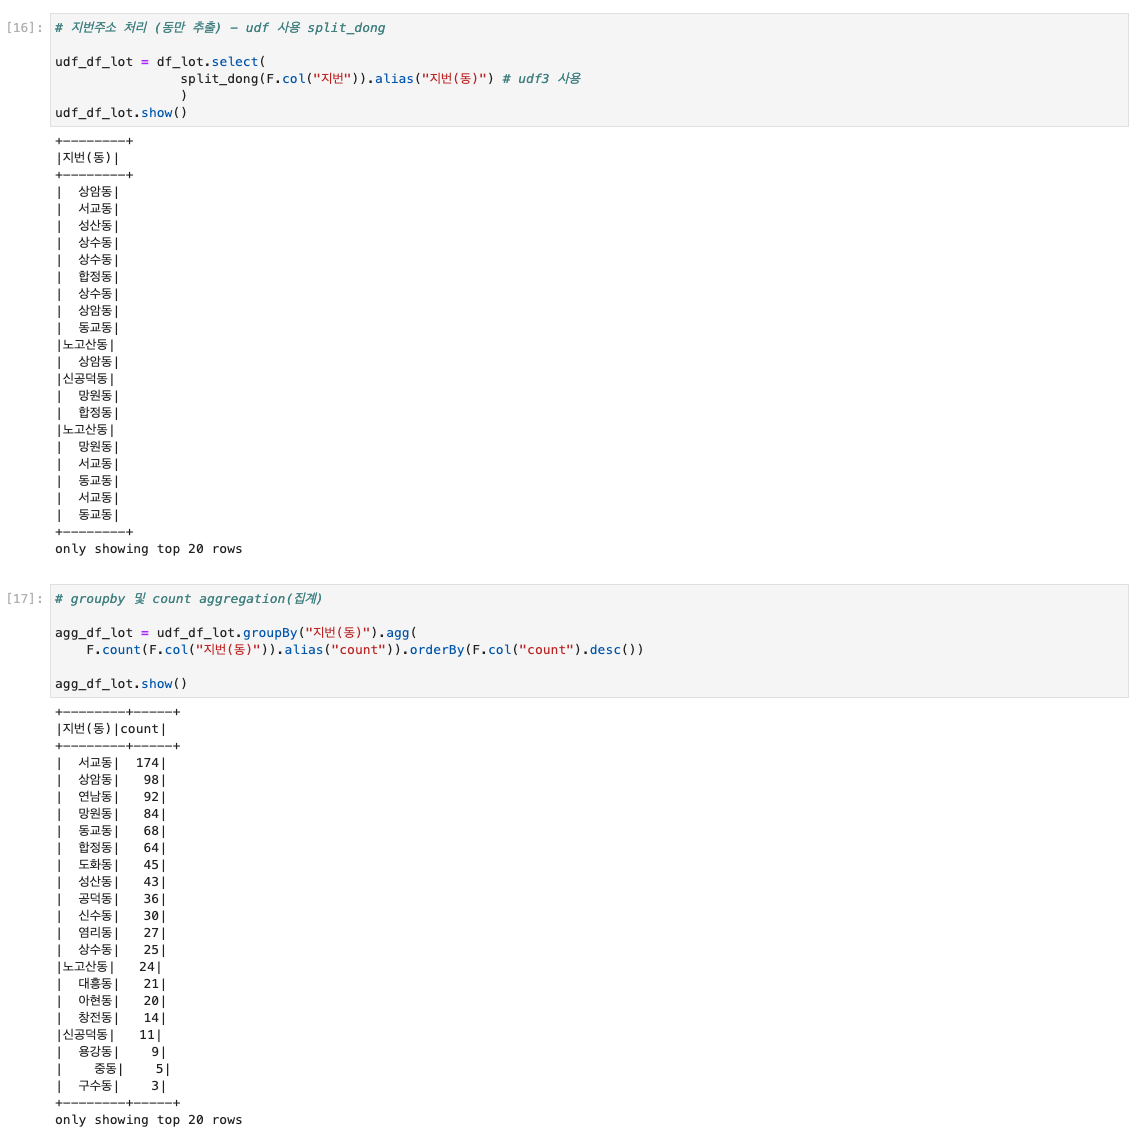 [16]: # 지번주소 처리 (동만 추출) – udf 사용 split_dong
udf_df_lot = df_lot.select(
split_dong(F.col("지번")).alias("지번(동)") # udf3 사용
)
udf_df_lot.show()
+--------+
|지번(동)|
+--------+
|  상암동|
|  서교동|
|  성산동|
|  상수동|
|  상수동|
|  합정동|
|  상수동|
|  상암동|
|  동교동|
|노고산동|
|  상암동|
|신공덕동|
|  망원동|
|  합정동|
|노고산동|
|  망원동|
|  서교동|
|  동교동|
|  서교동|
|  동교동|
+--------+
only showing top 20 rows
[17]: # groupby 및 count aggregation(집계)
agg_df_lot = udf_df_lot.groupBy("지번(동)").agg(
F.count(F.col("지번(동)")).alias("count")).orderBy(F.col("count").desc())
agg_df_lot.show()
+--------+-----+
|지번(동)|count|
+--------+-----+
|  서교동|  174|
|  상암동|   98|
|  연남동|   92|
|  망원동|   84|
|  동교동|   68|
|  합정동|   64|
|  도화동|   45|
|  성산동|   43|
|  공덕동|   36|
|  신수동|   30|
|  염리동|   27|
|  상수동|   25|
|노고산동|   24|
|  대흥동|   21|
|  아현동|   20|
|  창전동|   14|
|신공덕동|   11|
|  용강동|    9|
|    중동|    5|
|  구수동|    3|
+--------+-----+
only showing top 20 rows